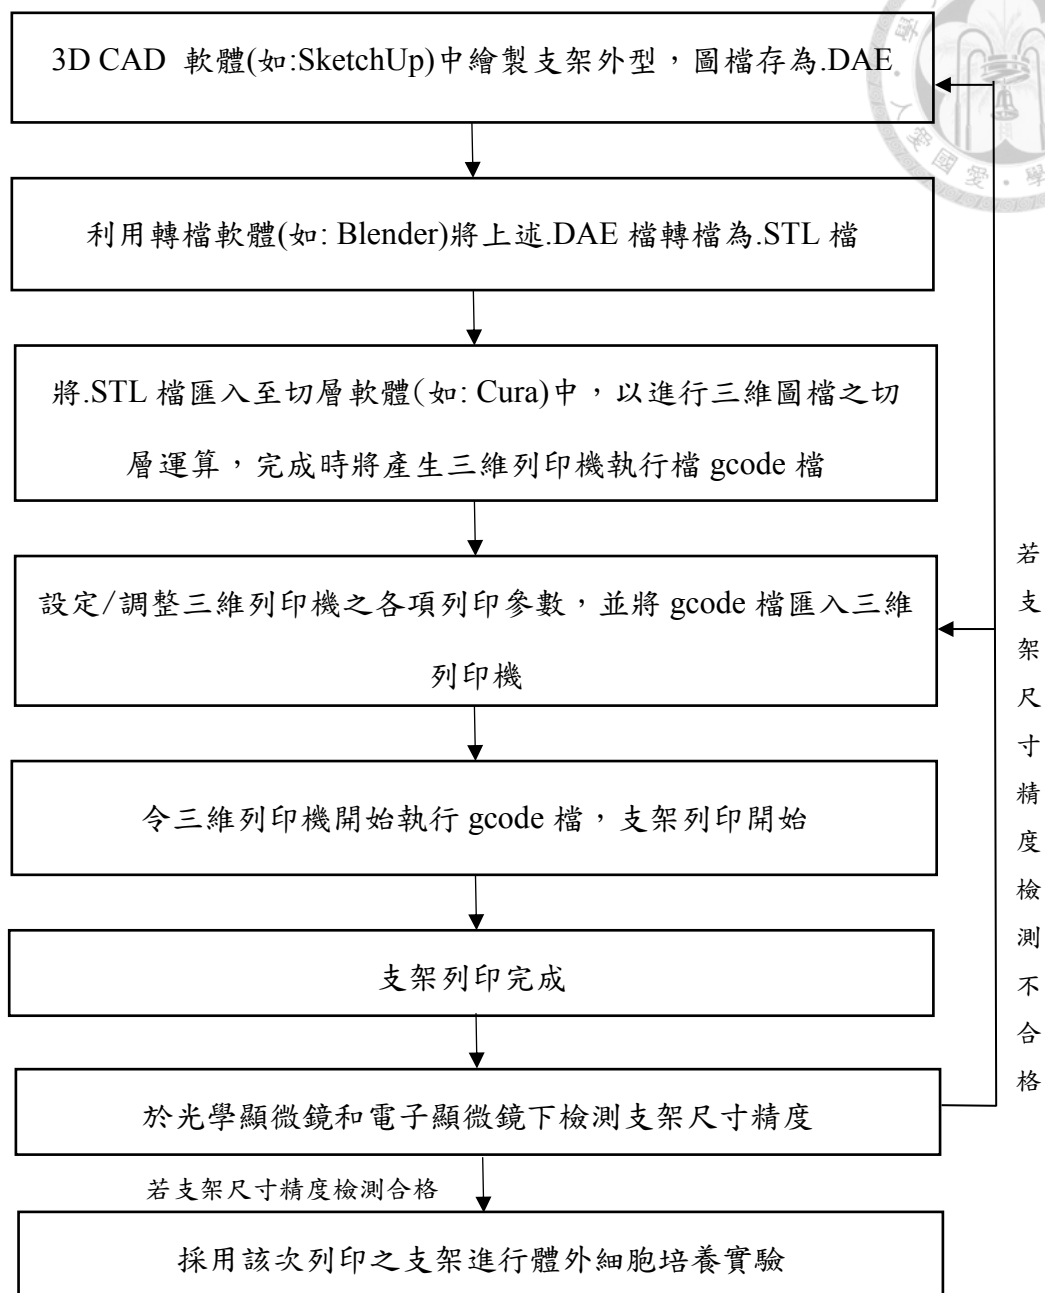 3D CAD 軟體(如:SketchUp)中繪製支架外型，圖檔存為.DAE
利用轉檔軟體(如: Blender)將上述.DAE 檔轉檔為.STL 檔
將.STL 檔匯入至切層軟體(如: Cura)中，以進行三維圖檔之切
層運算，完成時將產生三維列印機執行檔 gcode 檔
設定/調整三維列印機之各項列印參數，並將 gcode 檔匯入三維
列印機
令三維列印機開始執行 gcode 檔，支架列印開始
支架列印完成
於光學顯微鏡和電子顯微鏡下檢測支架尺寸精度
若支架尺寸精度檢測合格
採用該次列印之支架進行體外細胞培養實驗
若支架尺寸精度檢測不合格
人愛國愛·學